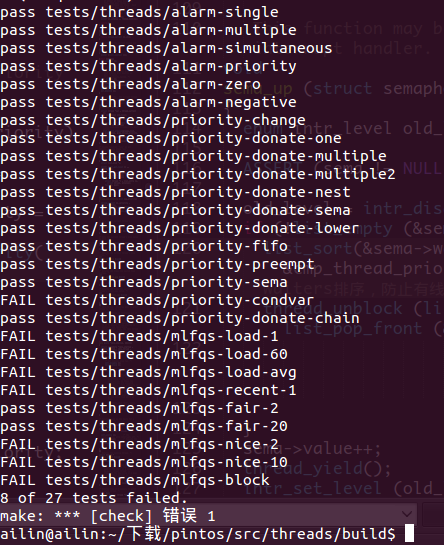 pass tests/threads/alarm-single
pass tests/threads/alarm-multiple
pass tests/threads/alarm-simultaneous
pass tests/threads/alarm-priority
pass tests/threads/alarm-zero
pass tests/threads/alarm-negative
pass tests/threads/priority-change
pass tests/threads/priority-donate-one
pass tests/threads/priority-donate-multiple
pass tests/threads/priority-donate-multiple2
pass tests/threads/priority-donate-nest
pass tests/threads/priority-donate-sema
pass tests/threads/priority-donate-lower
pass tests/threads/priority-fifo
pass tests/threads/priority-preempt
pass tests/threads/priority-sema
FAIL tests/threads/priority-condvar
pass tests/threads/priority-donate-chain
FAIL tests/threads/mlfqs-load-1
FAIL tests/threads/mlfqs-load-60
FAIL tests/threads/mlfqs-load-avg
FAIL tests/threads/mlfqs-recent-1
pass tests/threads/mlfqs-fair-2
pass tests/threads/mlfqs-fair-20
FAIL tests/threads/mlfqs-nice-2
FAIL tests/threads/mlfqs-nice-10
FAIL tests/threads/mlfqs-block
8 of 27 tests failed.
make: *** [check] 错误 1
ailin@ailin:~/下载/pintos/src/threads/build$